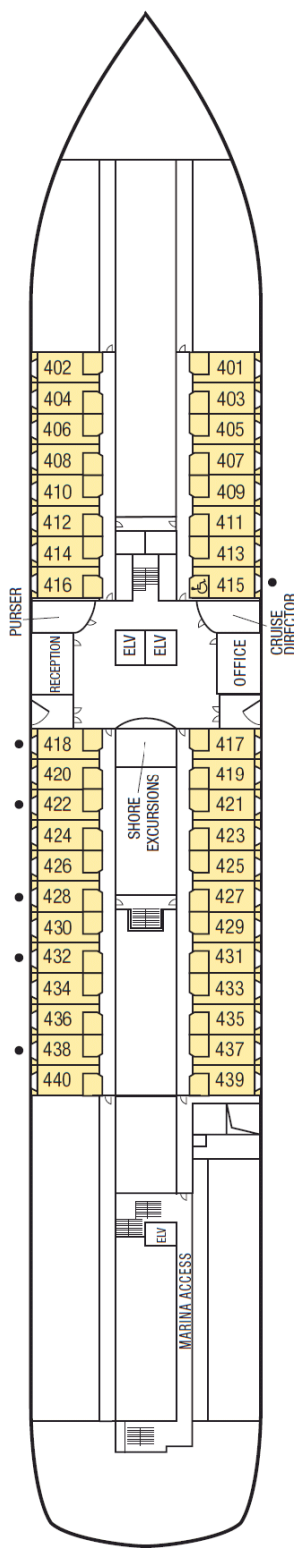 402 401
404 403
406 405
408 407
410 409
412 411
414 413
416 415
PURSER
CRUISE
DIRECTOR
RECEPTION
ELV ELV
OFFICE
418 417
420 419
422 421
SHORE
EXCURSIONS
424 423
426 425
428 427
430 429
432 431
434 433
436 435
438 437
440 439
ELV
MARINA ACCESS